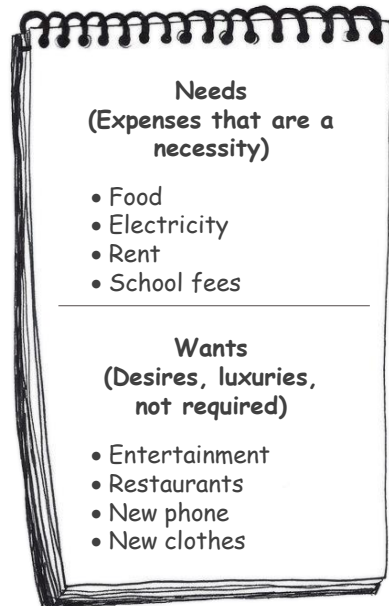 Needs
(Expenses that are a
necessity)
• Food
• Electricity
• Rent
• School fees
Wants
(Desires, luxuries,
not required)
• Entertainment
• Restaurants
• New phone
• New clothes